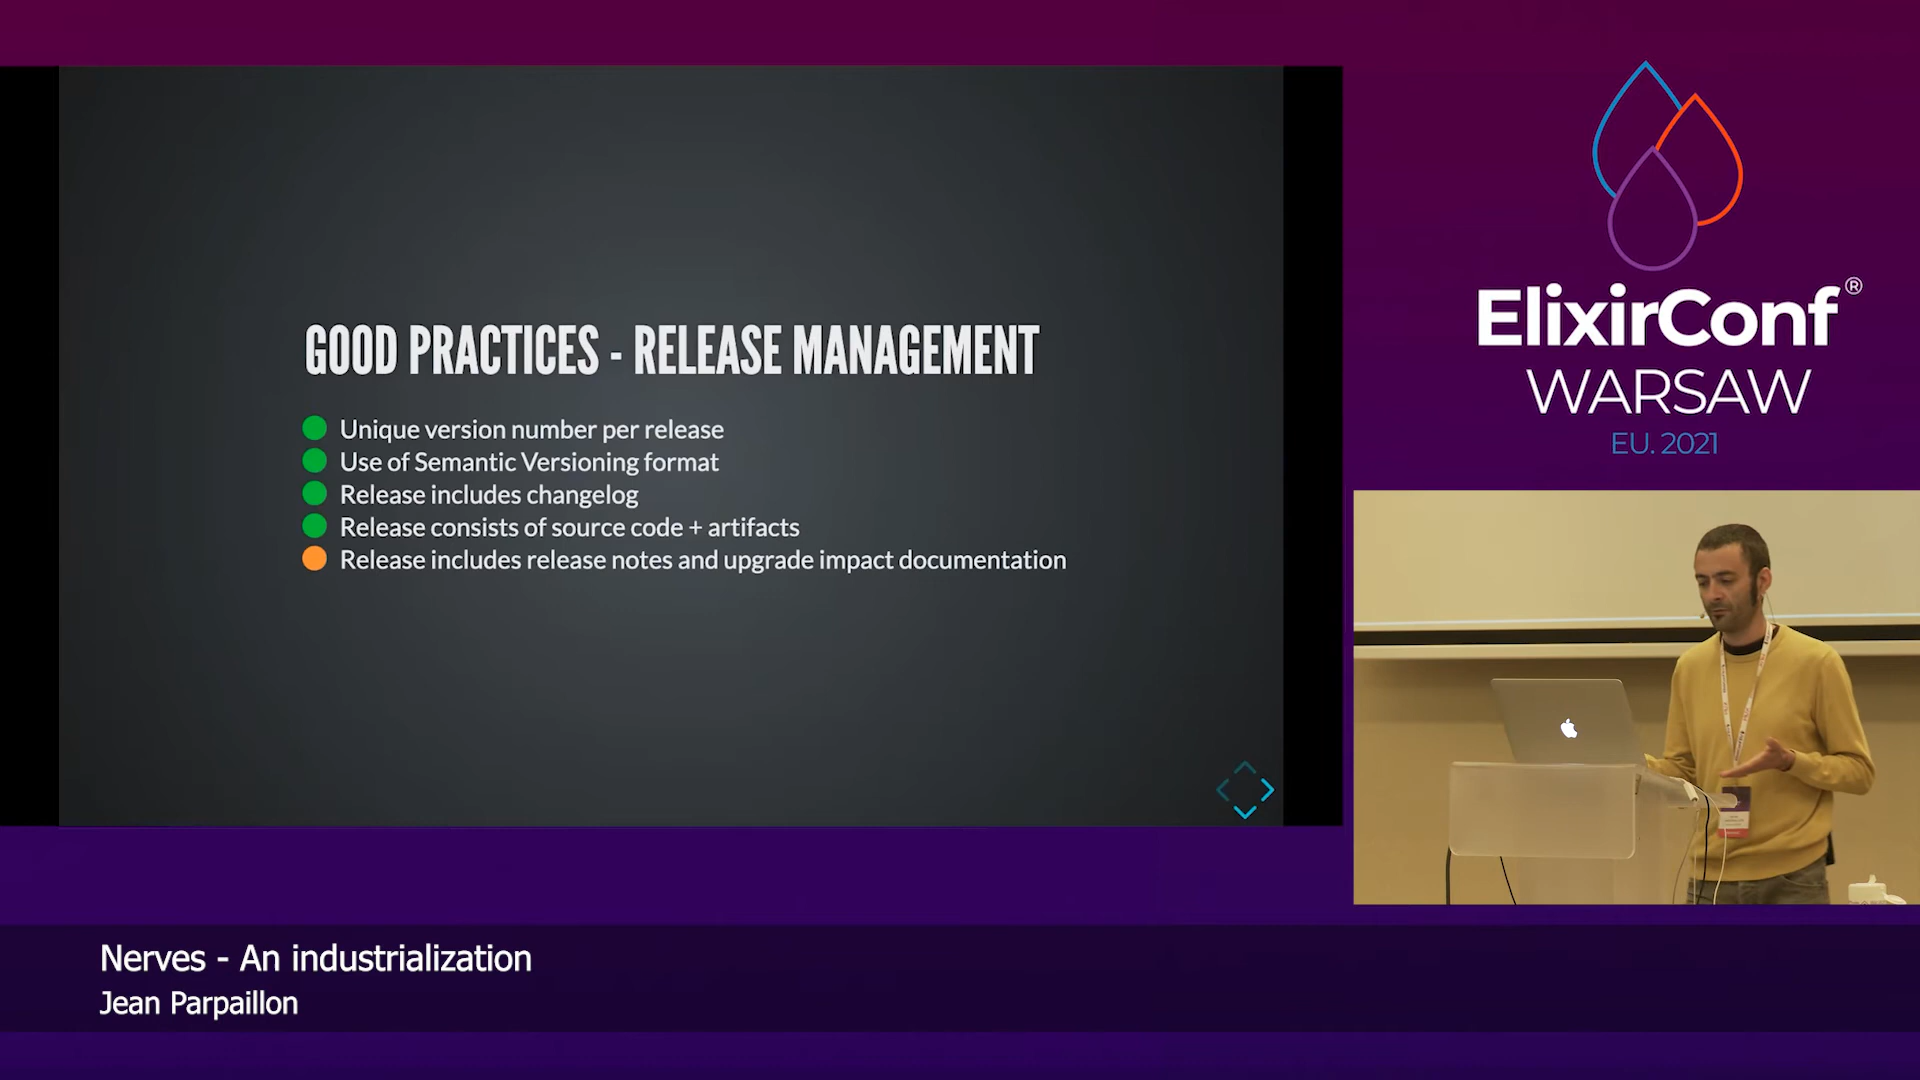 GOOD PRACTICES - RELEASE MANAGEMENT
Unique version number per release
Use of Semantic Versioning format
Release includes changelog
Release consists of source code + artifacts
Release includes release notes and upgrade impact documentation
ElixirConf®
WARSAW
EU. 2021
Nerves - An industrialization
Jean Parpaillon